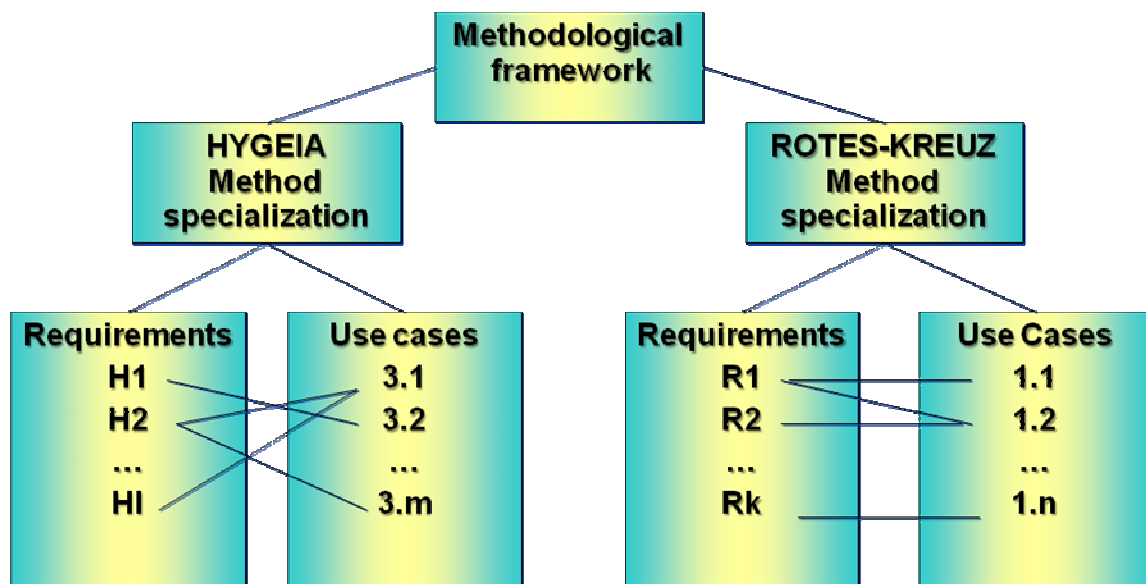 Methodological
framework
HYGEIA
Method
specialization
ROTES-KREUZ
Method
specialization
Requirements
H1
H2
...
Hl
Use cases
3.1
3.2
...
3.m
Requirements
R1
R2
...
Rk
Use Cases
1.1
1.2
...
1.n